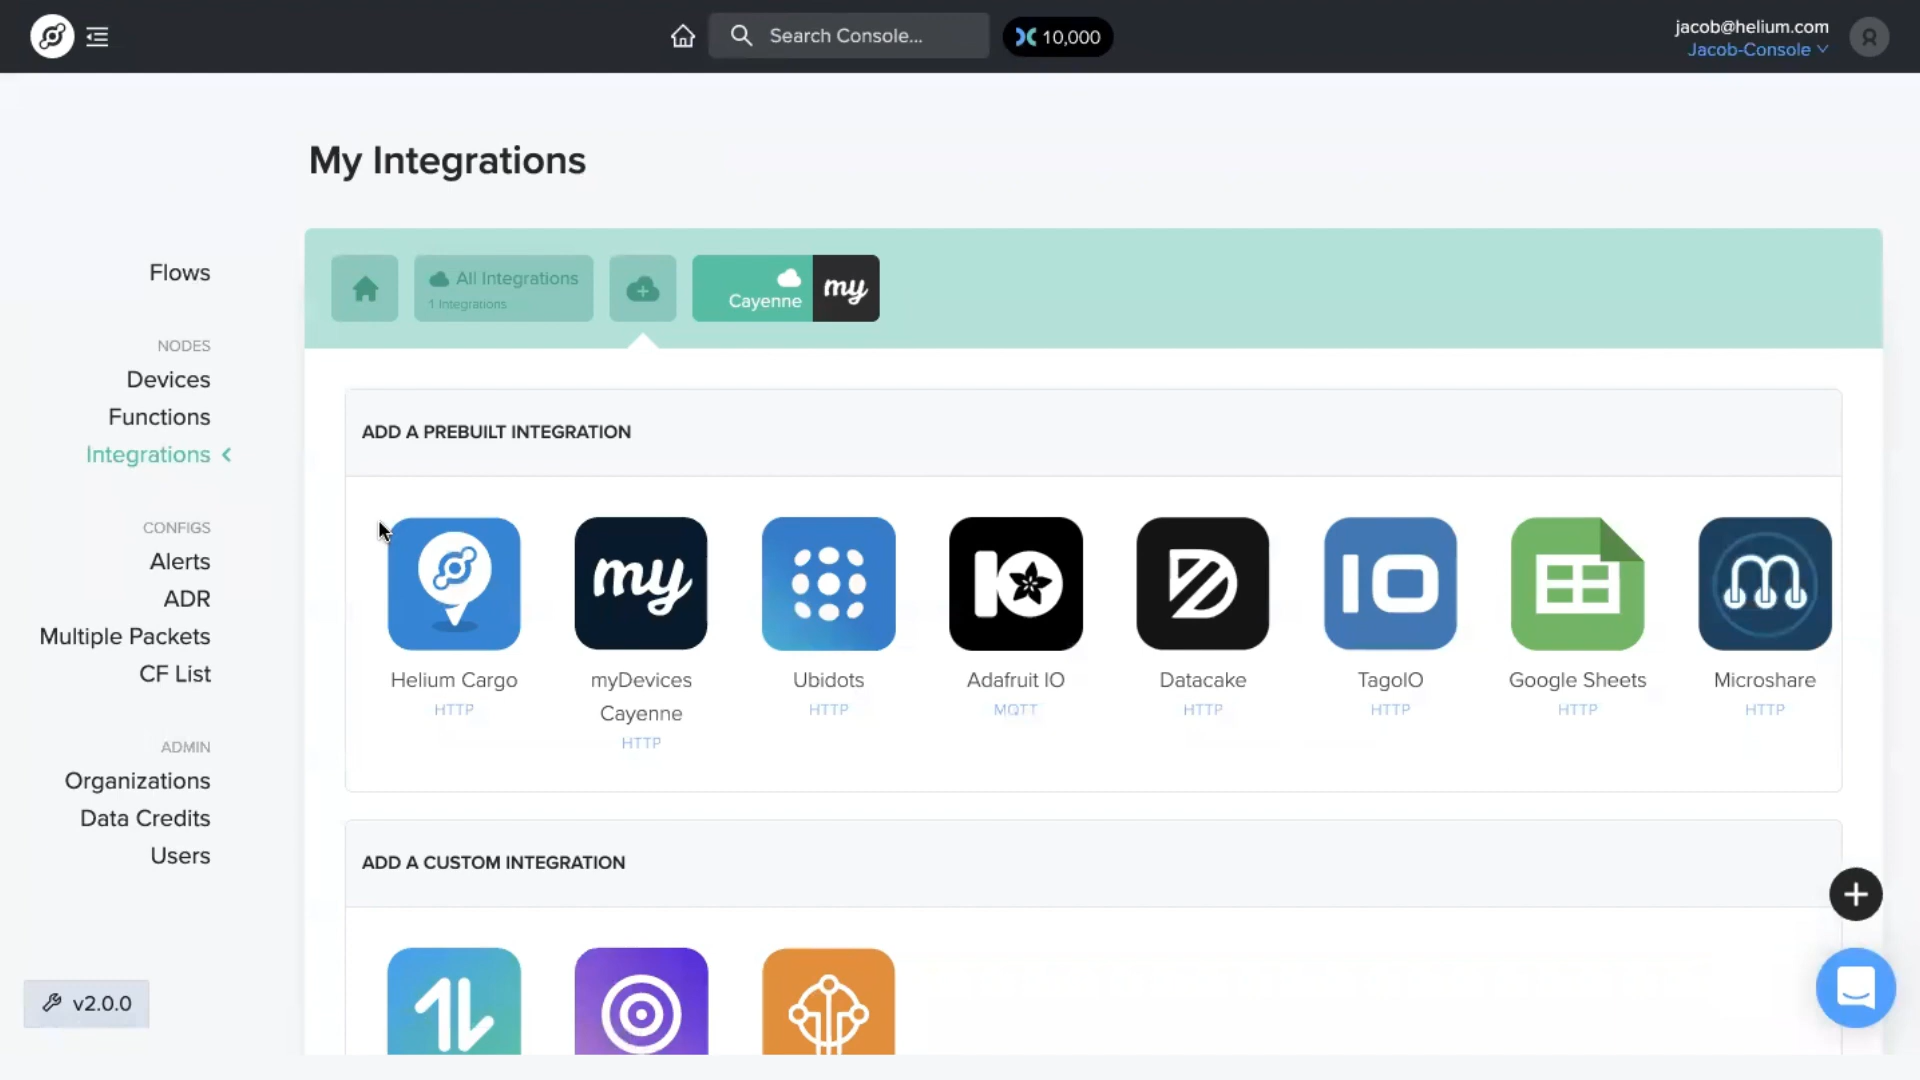 Search Console...
10,000
jacob@helium.com
Jacob-Console
My Integrations
Flows
NODES
Devices
Functions
Integrations
CONFIGS
Alerts
ADR
Multiple Packets
CF List
ADMIN
Organizations
Data Credits
Users
v2.0.0
All Integrations
1 Integrations
Cayenne
my
ADD A PREBUILT INTEGRATION
my
IO
Helium Cargo
HTTP
myDevices
Cayenne
HTTP
Ubidots
HTTP
Adafruit IO
MQTT
Datacake
HTTP
TagoIO
HTTP
Google Sheets
HTTP
Microshare
HTTP
ADD A CUSTOM INTEGRATION